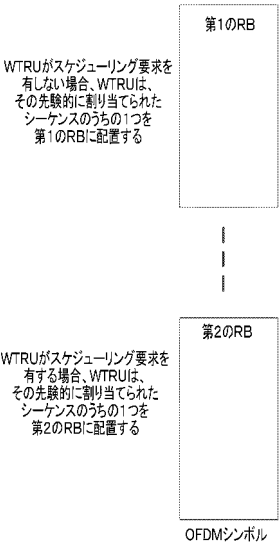 第1のRB
WTRUがスケジューリング要求を
有しない場合、WTRUは、
その先験的に割り当てられた
シーケンスのうちの1つを
第1のRBに配置する
第2のRB
WTRUがスケジューリング要求を
有する場合、WTRUは、
その先験的に割り当てられた
シーケンスのうちの1つを
第2のRBに配置する
OFDMシンボル